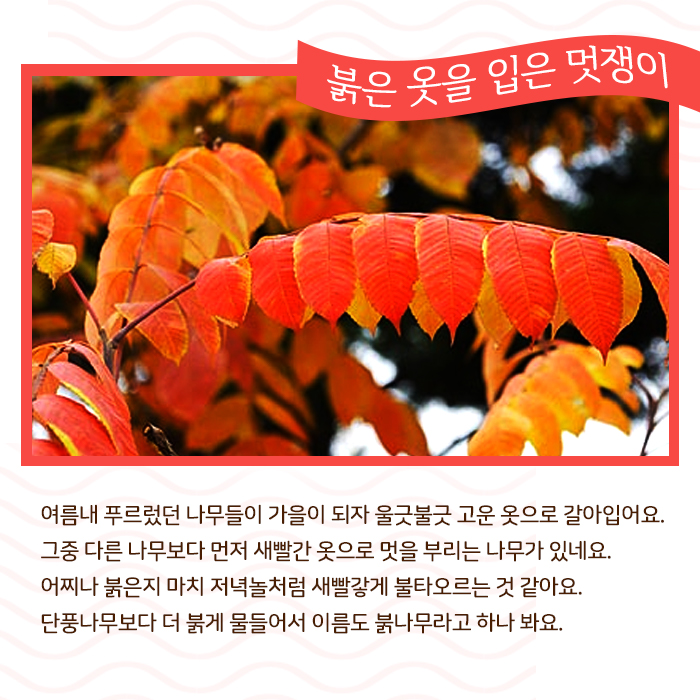 붉은 옷을 입은 멋쟁이
여름내 푸르렀던 나무들이 가을이 되자 울긋불긋 고운 옷으로 갈아입어요.
그중 다른 나무보다 먼저 새빨간 옷으로 멋을 부리는 나무가 있네요.
어찌나 붉은지 마치 저녁놀처럼 새빨갛게 불타오르는 것 같아요.
단풍나무보다 더 붉게 물들어서 이름도 붉나무라고 하나 봐요.